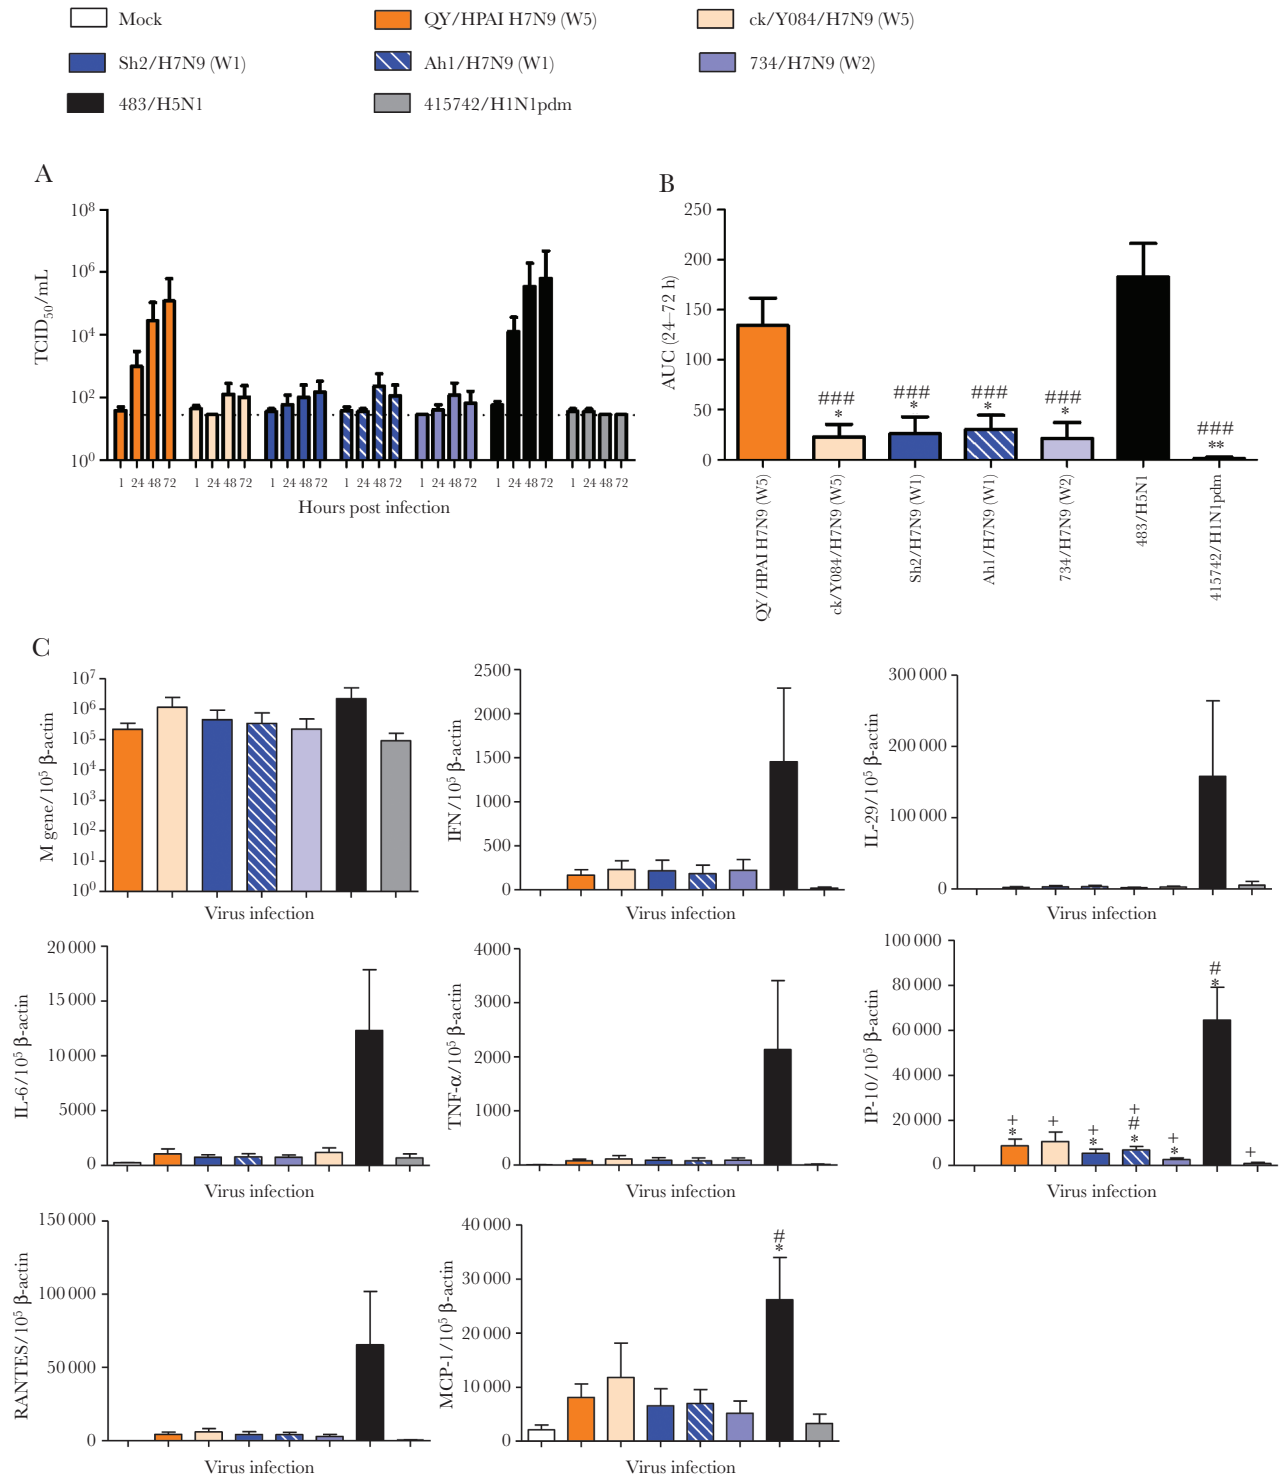 Mock
QY/HPAI H7N9 (W5)
ck/Y084/H7N9 (W5)
Sh2/H7N9 (W1)
Ah1/H7N9 (W1)
734/H7N9 (W2)
483/H5N1
415742/H1N1pdm
A
TCID50/mL
10⁸
10⁶
10⁴
10²
10⁰
1 24 48 72 1 24 48 72 1 24 48 72 1 24 48 72 1 24 48 72 1 24 48 72 1 24 48 72
Hours post infection
B
AUC (24–72 h)
250
200
150
100
50
0
###
*
###
*
###
*
###
*
###
**
QY/HPAI H7N9 (W5)
ck/Y084/H7N9 (W5)
Sh2/H7N9 (W1)
Ah1/H7N9 (W1)
734/H7N9 (W2)
483/H5N1
415742/H1N1pdm
C
M gene/10⁵ β-actin
10⁷
10⁶
10⁵
10⁴
10³
10²
10¹
10⁰
Virus infection
IFN/10⁵ β-actin
2500
2000
1500
1000
500
0
Virus infection
IL-29/10⁵ β-actin
300 000
200 000
100 000
0
Virus infection
IL-6/10⁵ β-actin
20 000
15 000
10 000
5000
0
Virus infection
TNF-α/10⁵ β-actin
4000
3000
2000
1000
0
Virus infection
IP-10/10⁵ β-actin
100 000
80 000
60 000
40 000
20 000
0
+
*
+
+
*
+
#
*
+
*
#
*
+
Virus infection
RANTES/10⁵ β-actin
150 000
100 000
50 000
0
Virus infection
MCP-1/10⁵ β-actin
40 000
30 000
20 000
10 000
0
#
*
Virus infection